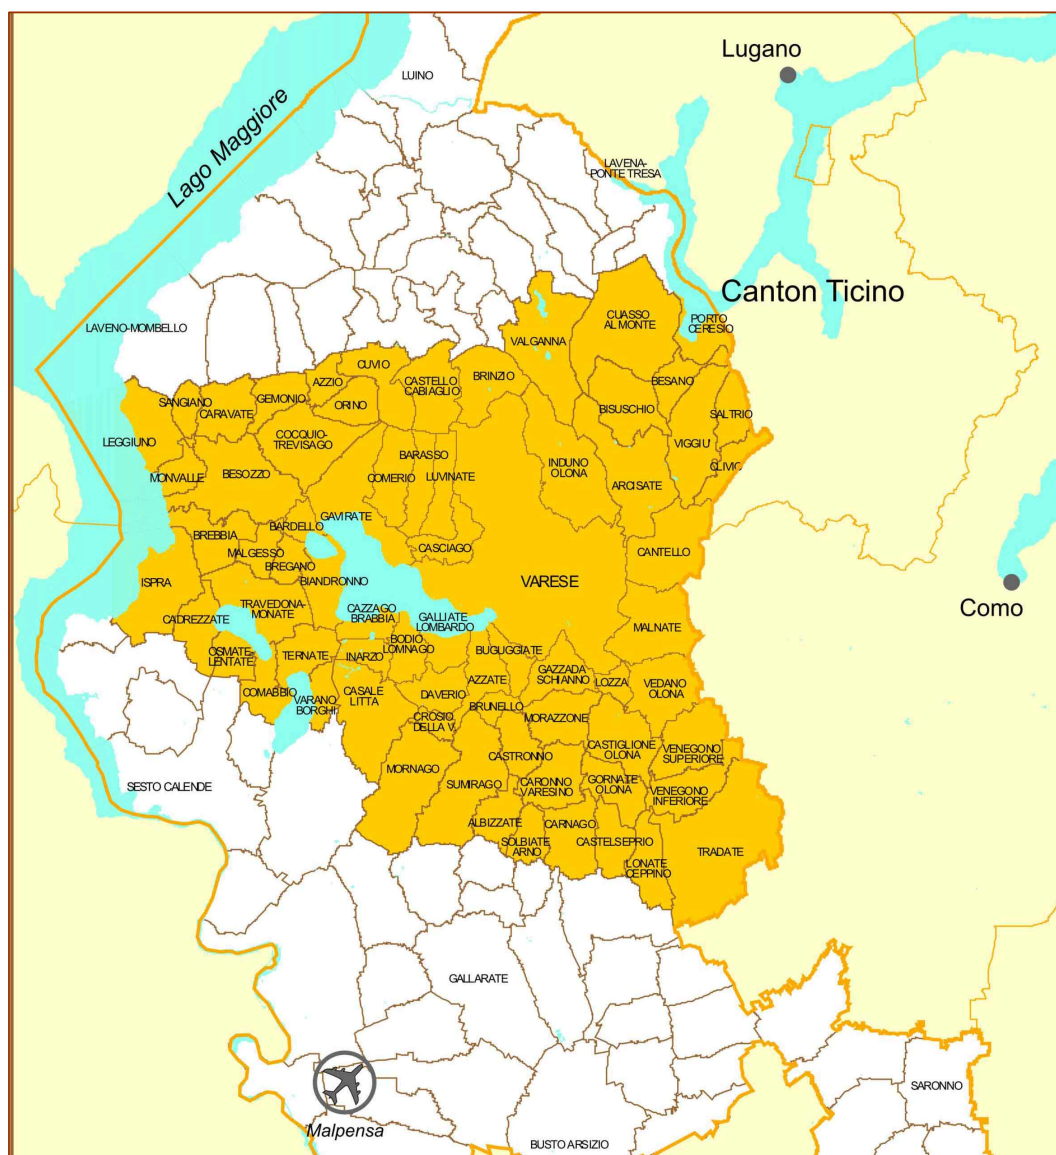 LUINO
Lugano
Lago Maggiore
LAVENA-
PONTE TRESA
Canton Ticino
LAVENO-MOMBELLO
CUASSO
AL MONTE
PORTO
CERESIO
VALGANNA
CUVIO
AZZIO
CASTELLO
CABIAGLIO
BRINZIO
BESANO
SANGIANO
CARAVATE
GEMONIO
ORINO
BISUSCHIO
SALTRIO
LEGGIUNO
COCQUIO-
TREVISAGO
VIGGIU'
MONVALLE
BESOZZO
COMERIO
BARASSO
LUVINATE
INDUNO
OLONA
ARCISATE
CLIVIO
GAVIRATE
BARDELLO
BREBBIA
MALGESSO
BREGANO
CASCIAGO
CANTELLO
ISPRA
BIANDRONNO
VARESE
Como
CADREZZATE
TRAVEDONA-
MONATE
CAZZAGO
BRABBIA
GALLIATE
LOMBARDO
MALNATE
OSMATE-
LENTATE
TERNATE
INARZO
BODIO
LOMNAGO
BUGUGGIATE
GAZZADA
SCHIANNO
LOZZA
VEDANO
OLONA
COMABBIO
VARANO
BORGHI
CASALE
LITTA
DAVERIO
AZZATE
BRUNELLO
CROSIO
DELLA V.
MORAZZONE
MORNAGO
SUMIRAGO
CASTRONNO
CASTIGLIONE
OLONA
VENEGONO
SUPERIORE
SESTO CALENDE
CARONNO
VARESINO
GORNATE
OLONA
VENEGONO
INFERIORE
ALBIZZATE
SOLBIATE
ARNO
CARNAGO
CASTELSEPRIO
LONATE
CEPPINO
TRADATE
GALLARATE
SARONNO
Malpensa
BUSTO ARSIZIO